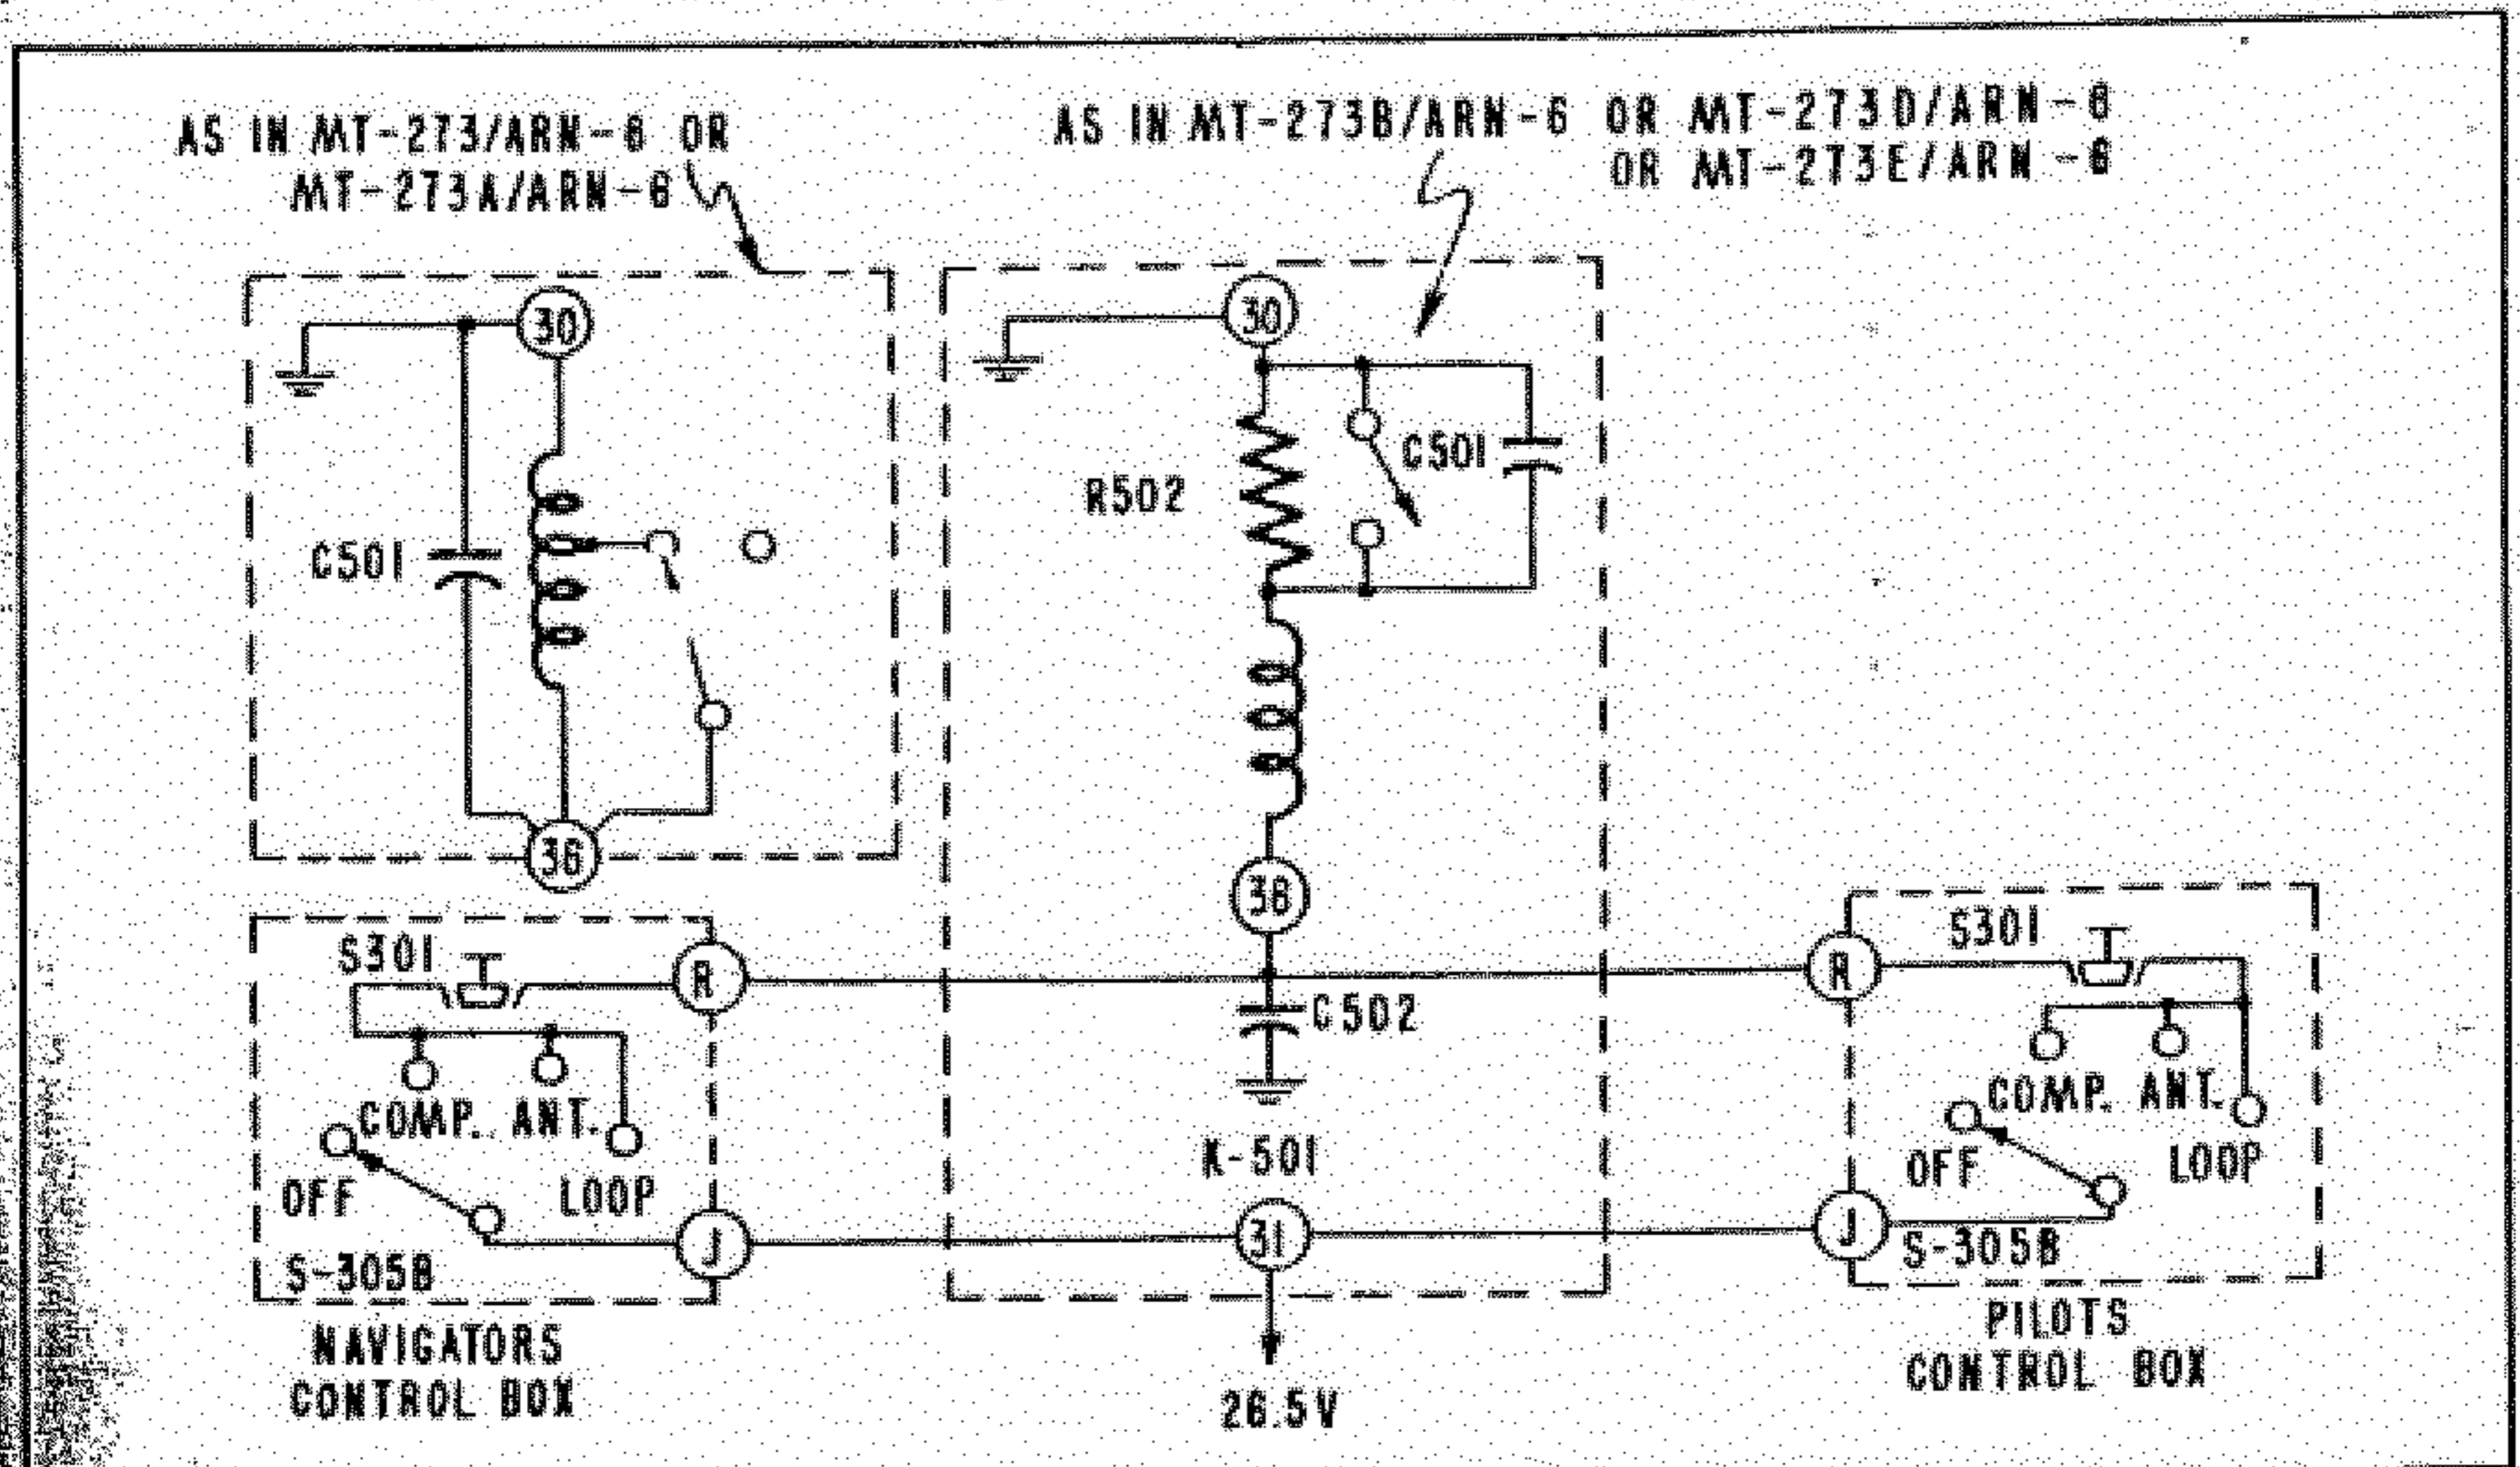 AS IN MT-273/ARN-6 OR
MT-273A/ARN-6
AS IN MT-273B/ARN-6 OR MT-273D/ARN-6
OR MT-273E/ARN-6
30
30
C501
R502
C501
36
36
S301
R
C502
R
S301
COMP. ANT.
OFF
LOOP
S-305B
J
K-501
31
J
COMP. ANT.
OFF
LOOP
S-305B
NAVIGATORS
CONTROL BOX
26.5V
PILOTS
CONTROL BOX